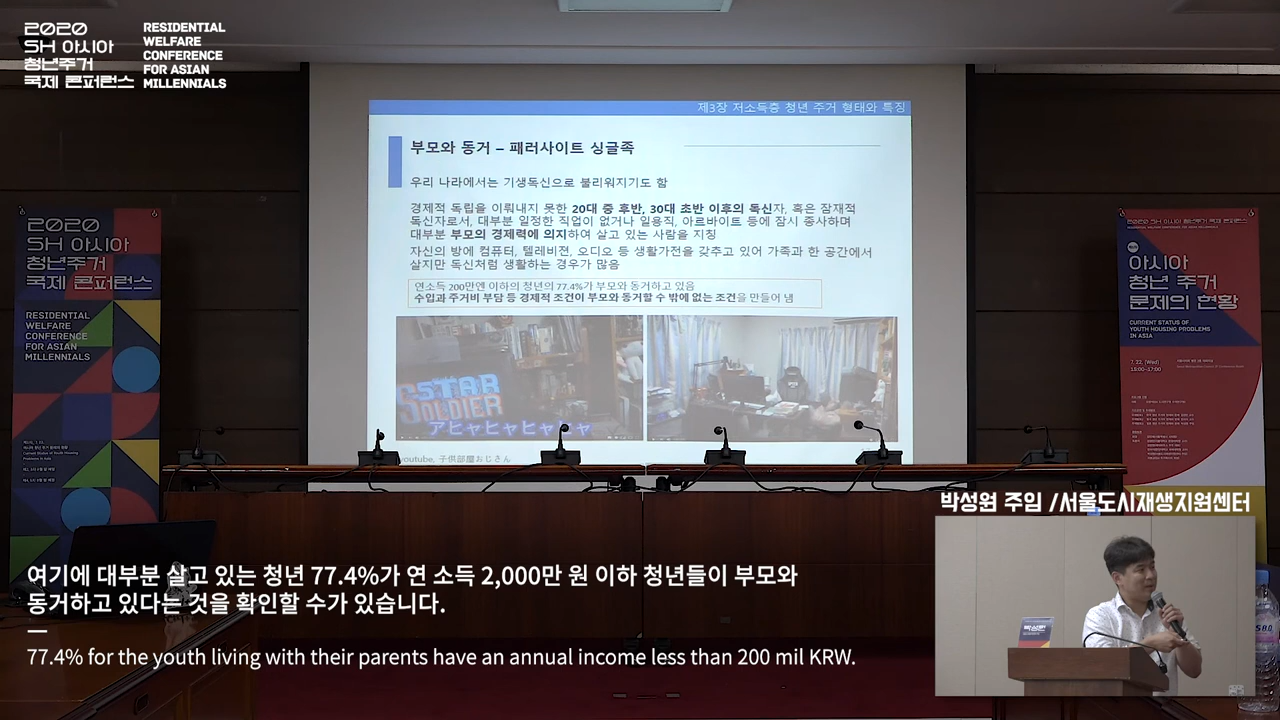 2020
SH 아시아
청년주거
국제 콘퍼런스
RESIDENTIAL
WELFARE
CONFERENCE
FOR ASIAN
MILLENNIALS
제3장 저소득층 청년 주거 형태와 특징
부모와 동거 – 패러사이트 싱글족
우리 나라에서는 기생독신으로 불리워지기도 함
경제적 독립을 이뤄내지 못한 20대 중 후반, 30대 초반 이후의 독신자, 혹은 잠재적
독신자로서, 대부분 일정한 직업이 없거나 일용직, 아르바이트 등에 잠시 종사하며
대부분 부모의 경제력에 의지하여 살고 있는 사람을 지칭
자신의 방에 컴퓨터, 텔레비젼, 오디오 등 생활가전을 갖추고 있어 가족과 한 공간에서
살지만 독신처럼 생활하는 경우가 많음
연소득 200만엔 이하의 청년의 77.4%가 부모와 동거하고 있음
수입과 주거비 부담 등 경제적 조건이 부모와 동거할 수 밖에 없는 조건을 만들어 냄
STAR
youtube, 子供部屋おじさん
2020
SH 아시아
청년주거
국제 콘퍼런스
RESIDENTIAL
WELFARE
CONFERENCE
FOR ASIAN
MILLENNIALS
2020 SH 아시아 청년주거 국제 콘퍼런스
아시아
청년 주거
문제의 현황
CURRENT STATUS OF
YOUTH HOUSING PROBLEMS
IN ASIA
7. 22. (Wed)
박성원 주임 /서울도시재생지원센터
박성원
여기에 대부분 살고 있는 청년 77.4%가 연 소득 2,000만 원 이하 청년들이 부모와
동거하고 있다는 것을 확인할 수가 있습니다.
77.4% for the youth living with their parents have an annual income less than 200 mil KRW.